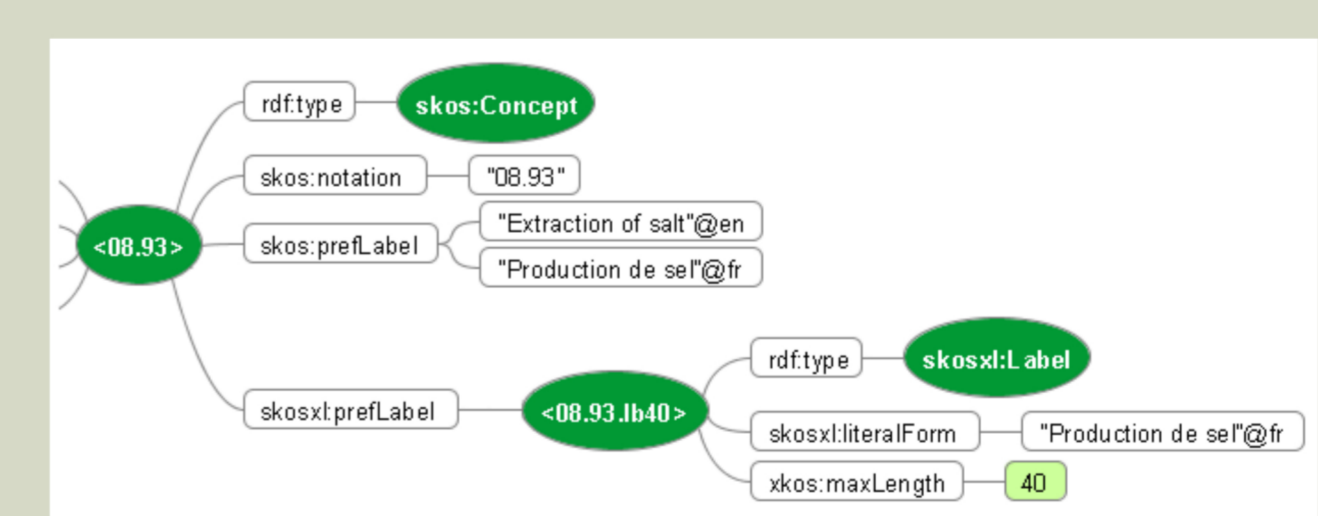 rdf:type
skos:Concept
skos:notation
"08.93"
<08.93>
skos:prefLabel
"Extraction of salt"@en
"Production de sel"@fr
skosxl:prefLabel
<08.93.lb40>
rdf:type
skosxl:Label
skosxl:literalForm
"Production de sel"@fr
xkos:maxLength
40